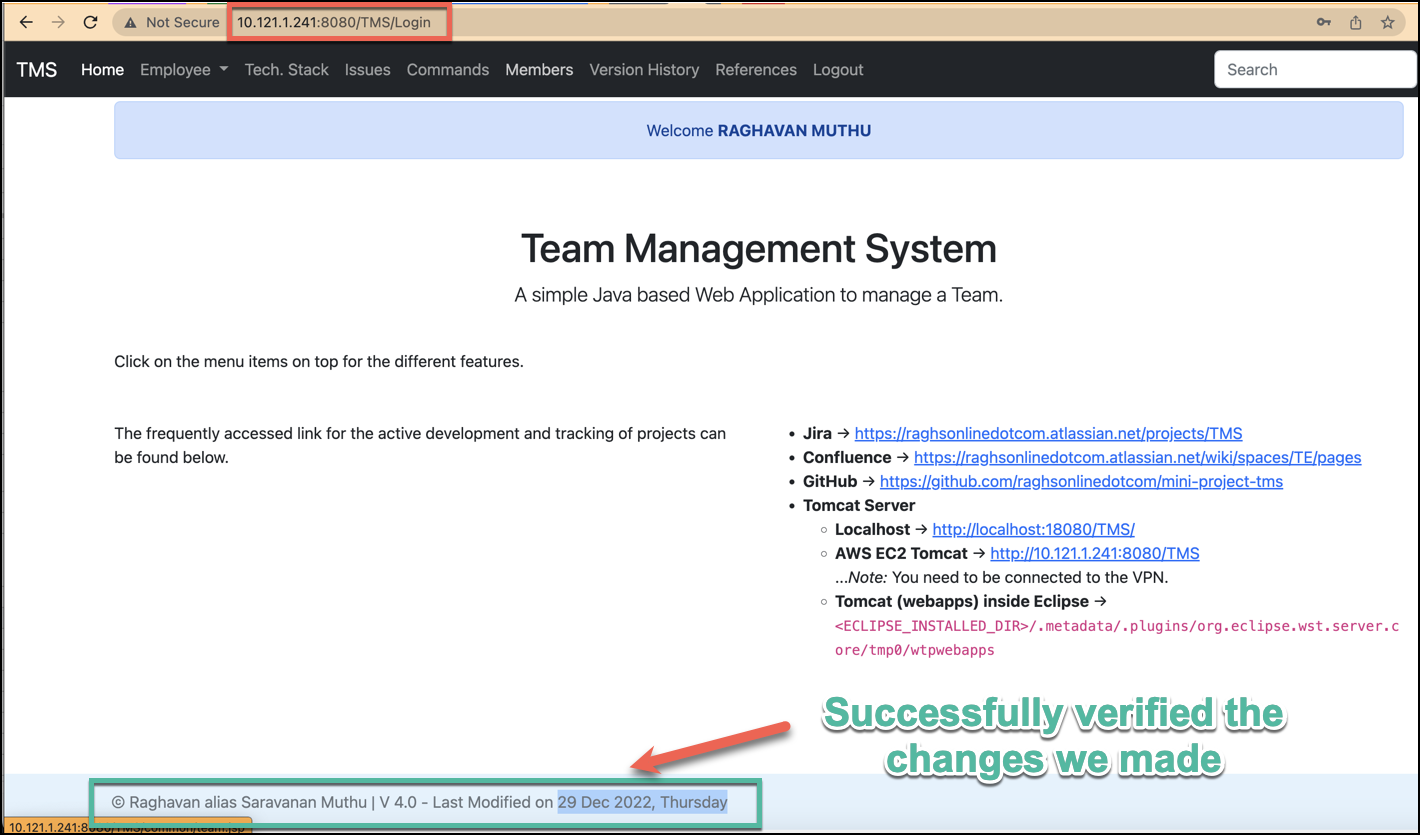 Not Secure 10.121.1.241:8080/TMS/Login
TMS Home Employee Tech. Stack Issues Commands Members Version History References Logout Search
Welcome RAGHAVAN MUTHU
Team Management System
A simple Java based Web Application to manage a Team.
Click on the menu items on top for the different features.
The frequently accessed link for the active development and tracking of projects can
be found below.
• Jira → https://raghsonlinedotcom.atlassian.net/projects/TMS
• Confluence → https://raghsonlinedotcom.atlassian.net/wiki/spaces/TE/pages
• GitHub → https://github.com/raghsonlinedotcom/mini-project-tms
• Tomcat Server
○ Localhost → http://localhost:18080/TMS/
○ AWS EC2 Tomcat → http://10.121.1.241:8080/TMS
...Note: You need to be connected to the VPN.
○ Tomcat (webapps) inside Eclipse →
<ECLIPSE_INSTALLED_DIR>/.metadata/.plugins/org.eclipse.wst.server.c
ore/tmp0/wtpwebapps
Successfully verified the
changes we made
© Raghavan alias Saravanan Muthu | V 4.0 - Last Modified on 29 Dec 2022, Thursday
10.121.1.241:8080/TMS/common/team.jsp